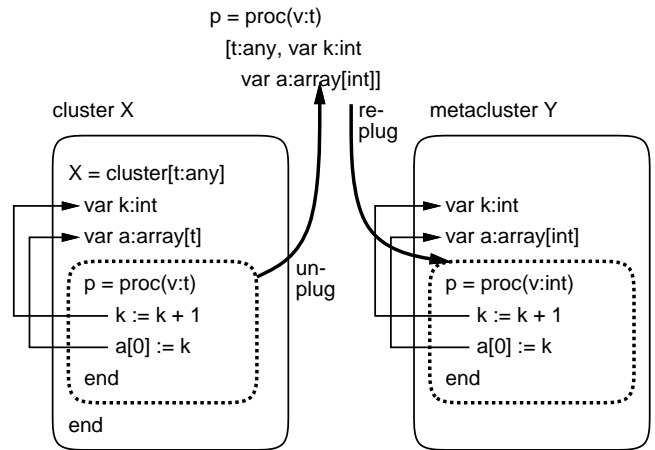 p = proc(v:t)
[t:any, var k:int
var a:array[int]]
cluster X
re-
plug
metacluster Y
X = cluster[t:any]
var k:int
var a:array[t]
p = proc(v:t)
k := k + 1
a[0] := k
end
end
un-
plug
var k:int
var a:array[int]
p = proc(v:int)
k := k + 1
a[0] := k
end